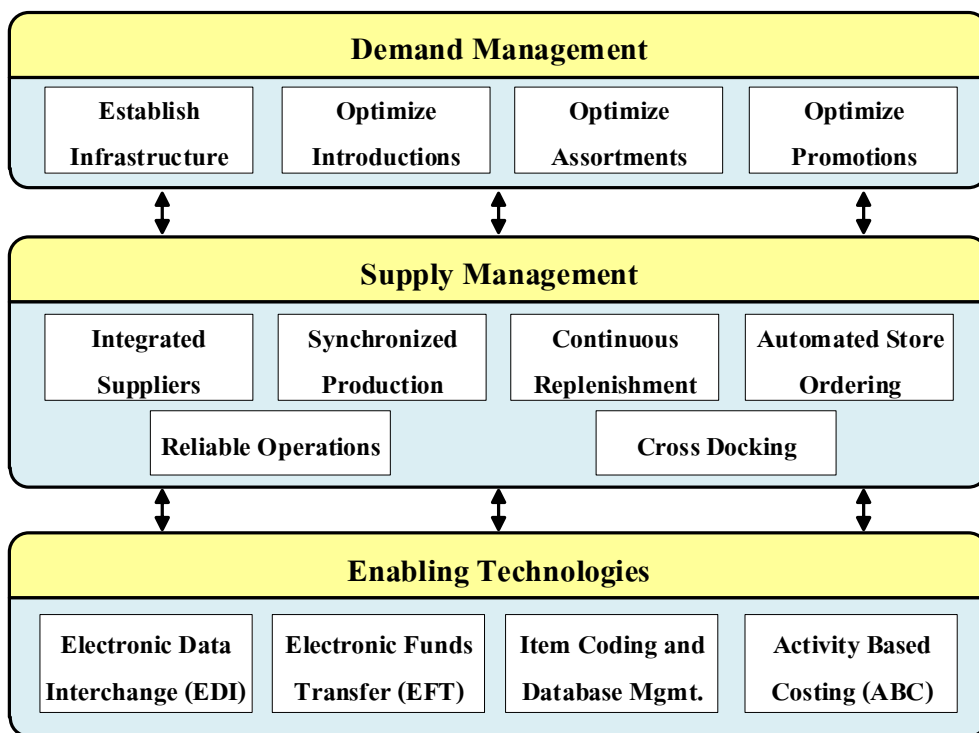 Demand Management
Establish
Infrastructure
Optimize
Introductions
Optimize
Assortments
Optimize
Promotions
Supply Management
Integrated
Suppliers
Synchronized
Production
Continuous
Replenishment
Automated Store
Ordering
Reliable Operations
Cross Docking
Enabling Technologies
Electronic Data
Interchange (EDI)
Electronic Funds
Transfer (EFT)
Item Coding and
Database Mgmt.
Activity Based
Costing (ABC)